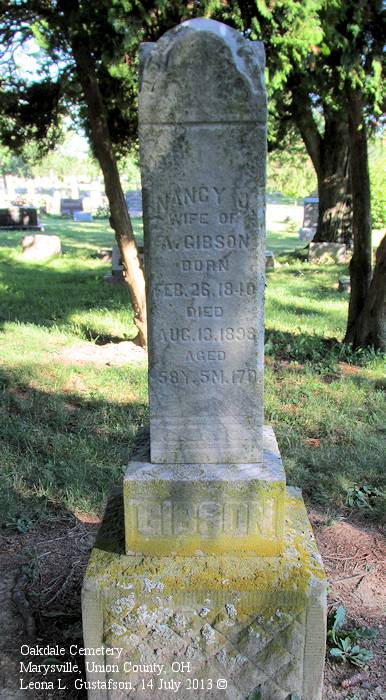 NANCY J.
WIFE OF
A. GIBSON
BORN
FEB. 26, 1840
DIED
AUG. 13, 1898
AGED
58Y. 5M. 17D
GIBSON
Oakdale Cemetery
Marysville, Union County, OH
Leona L. Gustafson, 14 July 2013 ©